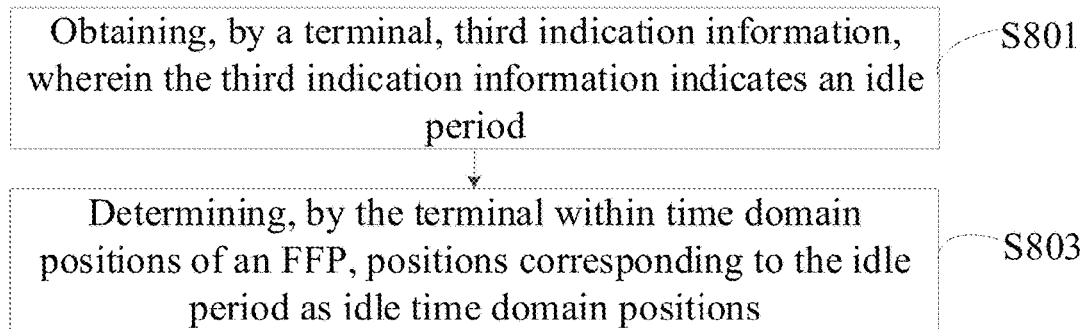 Obtaining, by a terminal, third indication information,
wherein the third indication information indicates an idle
period
S801
Determining, by the terminal within time domain
positions of an FFP, positions corresponding to the idle
period as idle time domain positions
S803